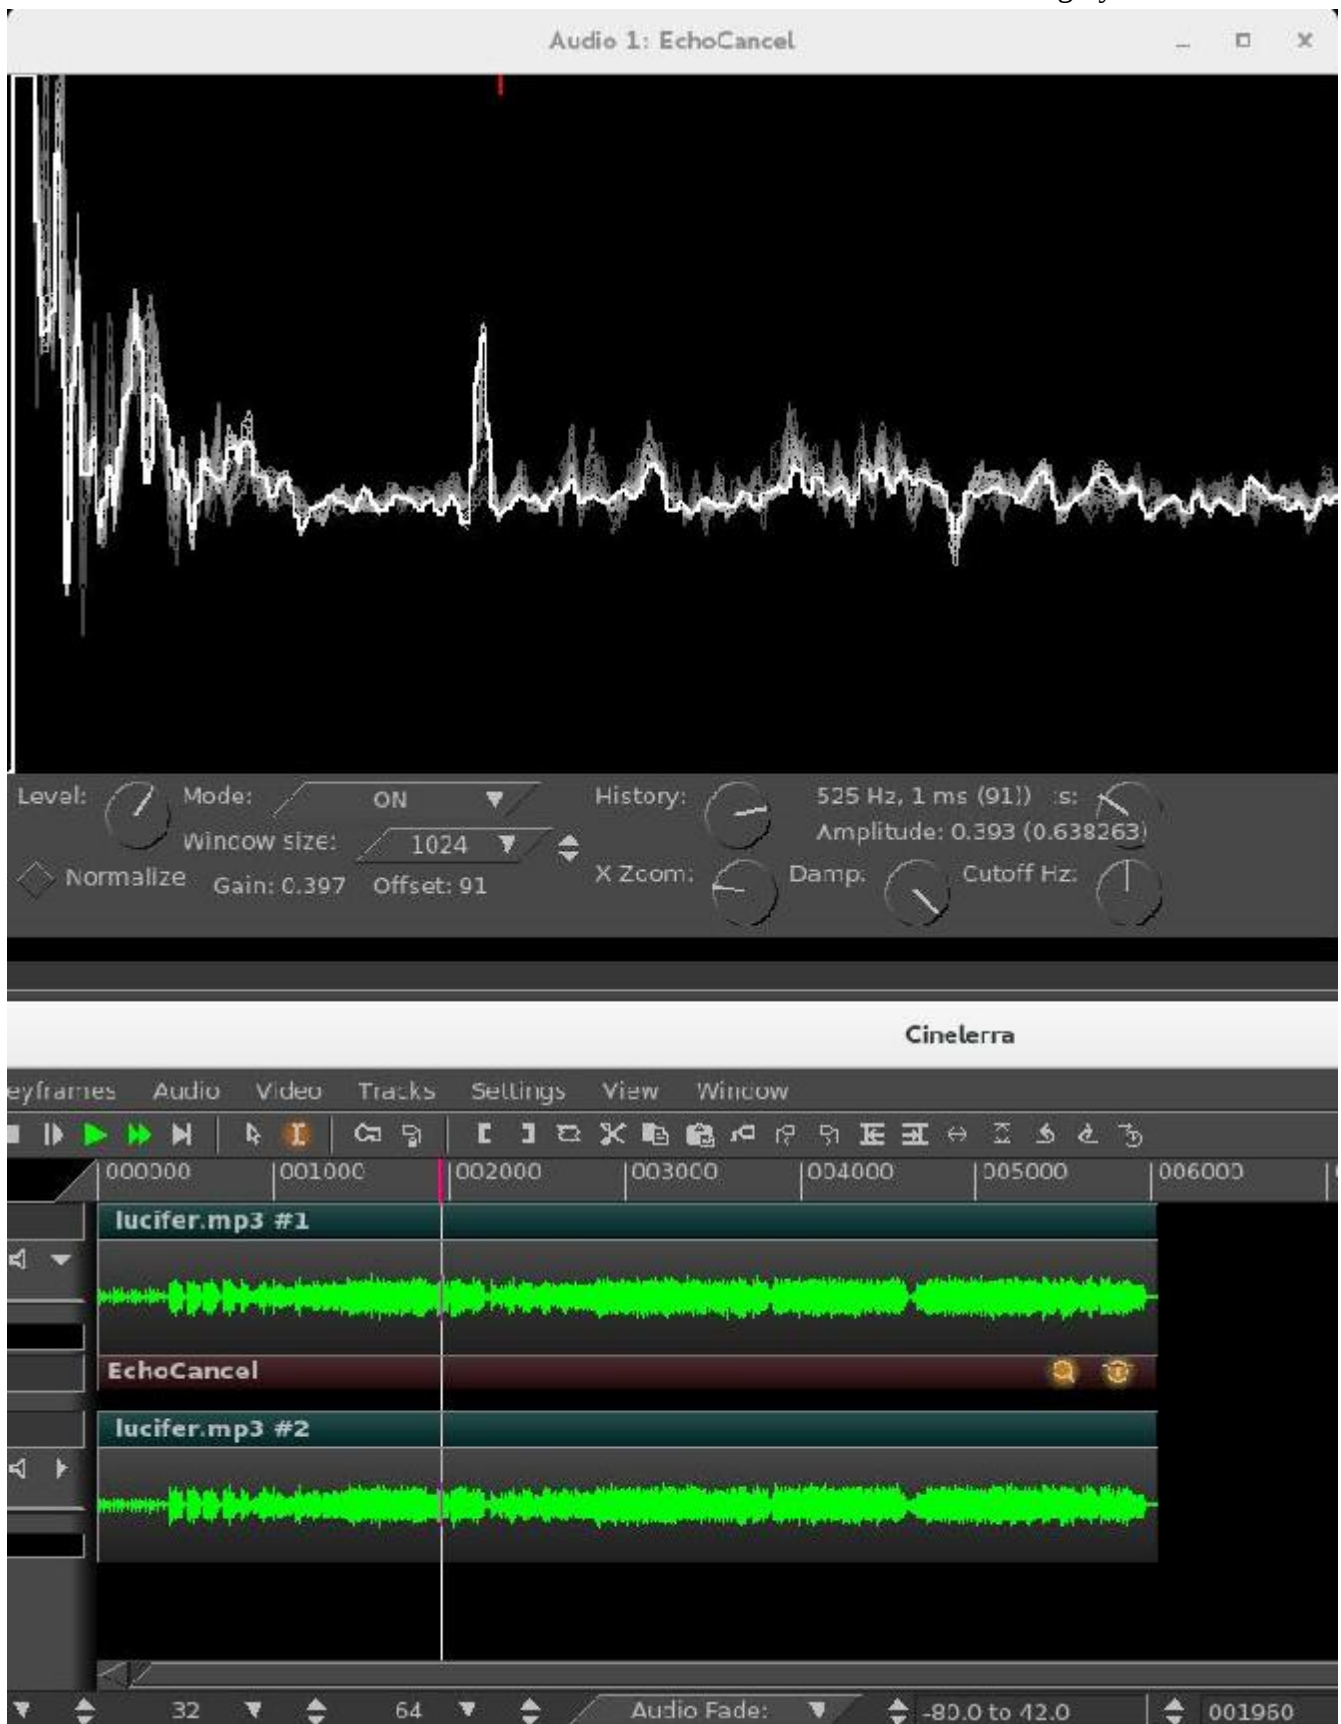 Audio 1: EchoCancel
Level: Mode: ON History: 525 Hz, 1 ms (91)) :s:
Window size: 1024 Amplitude: 0.393 (0.638263)
Normalize Gain: 0.397 Offset: 91 X Zoom: Damp: Cutoff Hz:
Cinelerra
eyframes Audio Video Tracks Settings View Window
000000 001000 002000 003000 004000 005000 006000
lucifer.mp3 #1
EchoCancel
lucifer.mp3 #2
32 64 Audio Fade: -80.0 to 42.0 001960